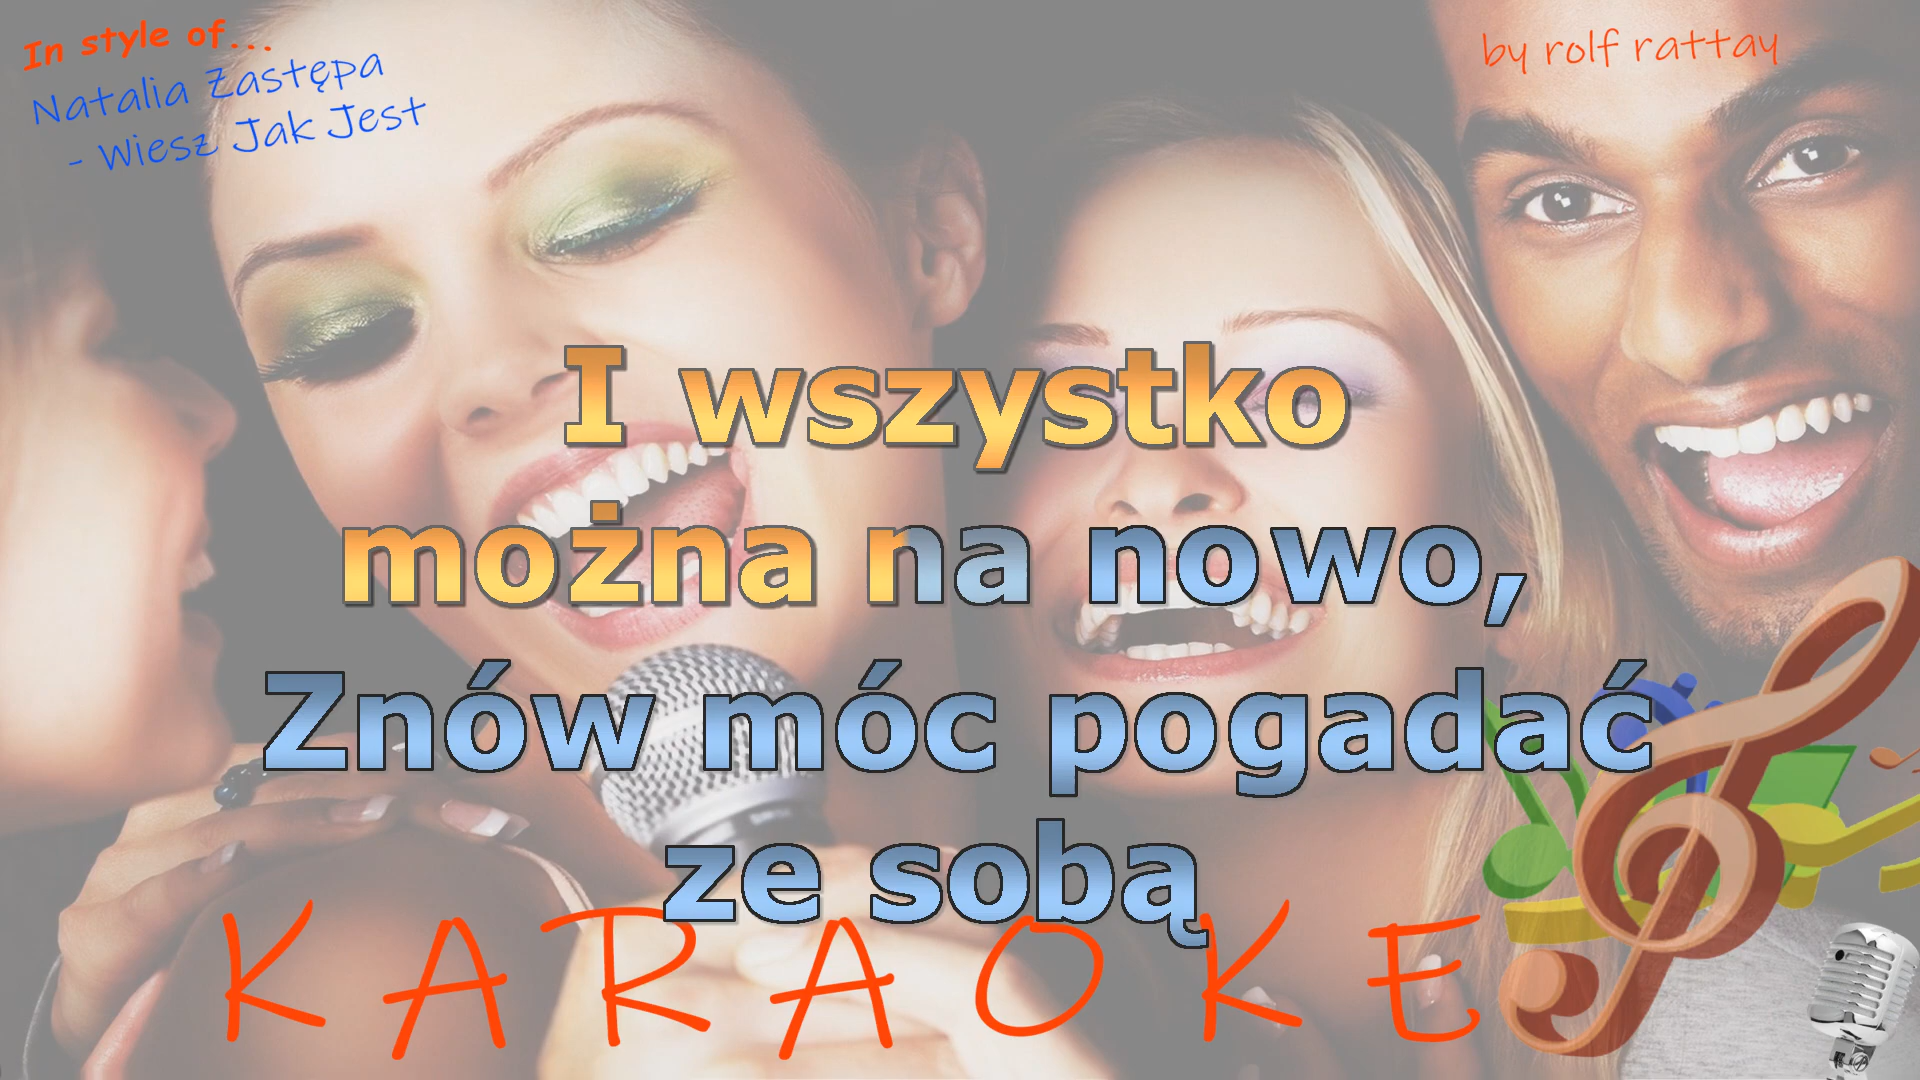 In style of...
Natalia Zastępa
- Wiesz Jak Jest
by rolf rattay
I wszystko
można na nowo,
Znów móc pogadać
ze sobą
KARAOKE